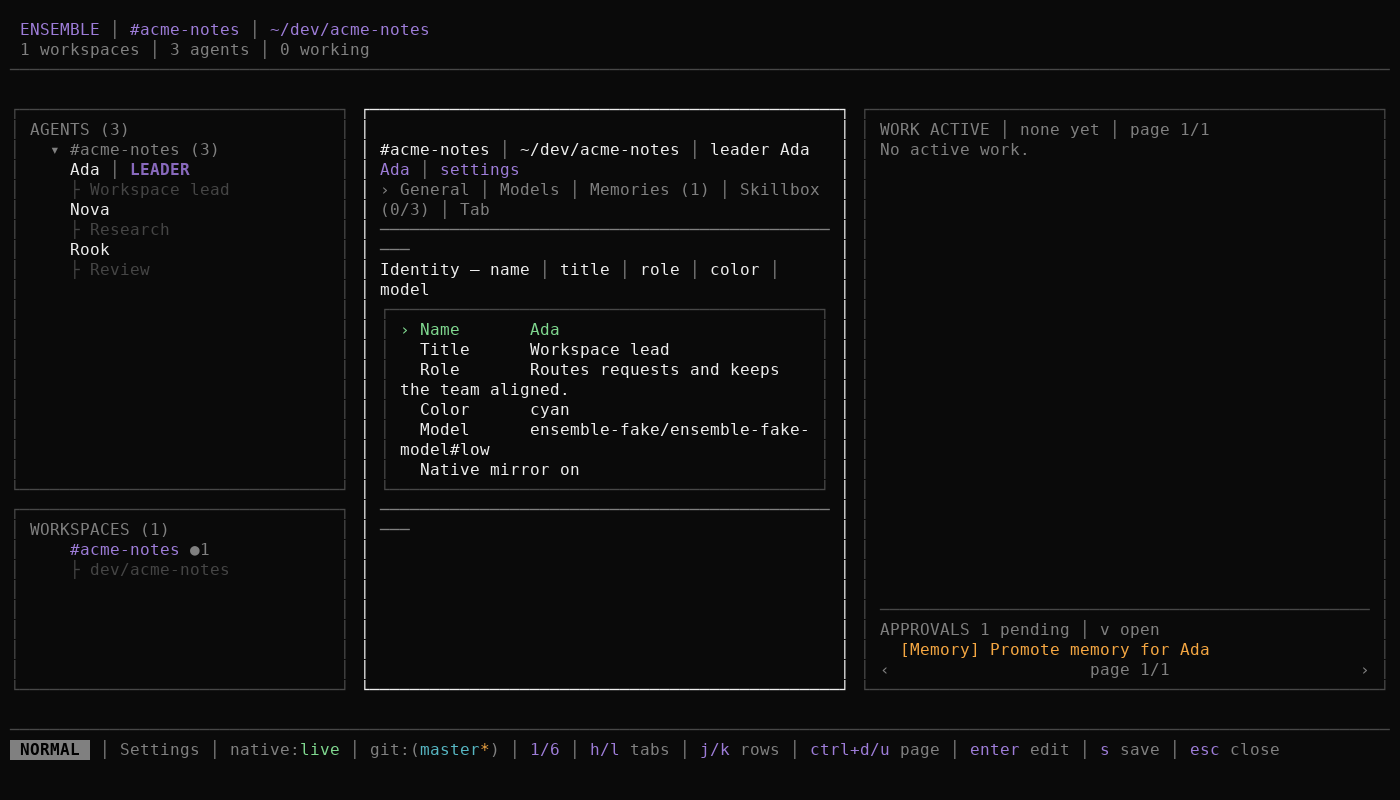 ENSEMBLE │ #acme-notes │ ~/dev/acme-notes
1 workspaces │ 3 agents │ 0 working
AGENTS (3)
▾ #acme-notes (3)
Ada │ LEADER
├ Workspace lead
Nova
├ Research
Rook
├ Review
WORKSPACES (1)
#acme-notes ●1
├ dev/acme-notes
#acme-notes │ ~/dev/acme-notes │ leader Ada
Ada │ settings
› General │ Models │ Memories (1) │ Skillbox
(0/3) │ Tab
Identity — name │ title │ role │ color │
model
› Name Ada
Title Workspace lead
Role Routes requests and keeps
the team aligned.
Color cyan
Model ensemble-fake/ensemble-fake-
model#low
Native mirror on
WORK ACTIVE │ none yet │ page 1/1
No active work.
APPROVALS 1 pending │ v open
[Memory] Promote memory for Ada
‹ page 1/1 ›
NORMAL │ Settings │ native:live │ git:(master*) │ 1/6 │ h/l tabs │ j/k rows │ ctrl+d/u page │ enter edit │ s save │ esc close